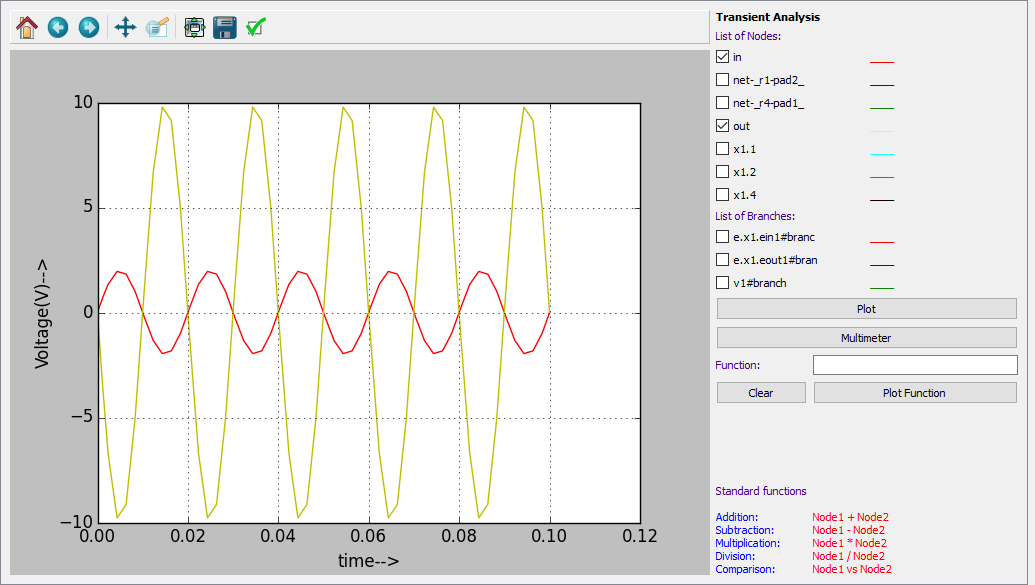 Transient Analysis
List of Nodes:
in
net-_r1-pad2_
net-_r4-pad1_
out
x1.1
x1.2
x1.4
List of Branches:
e.x1.ein1#branc
e.x1.eout1#bran
v1#branch
Plot
Multimeter
Function:
Clear
Plot Function
Standard functions
Addition: Node1 + Node2
Subtraction: Node1 - Node2
Multiplication: Node1 * Node2
Division: Node1 / Node2
Comparison: Node1 vs Node2
10
5
0
−5
−10
Voltage(V)-->
0.00 0.02 0.04 0.06 0.08 0.10 0.12
time-->